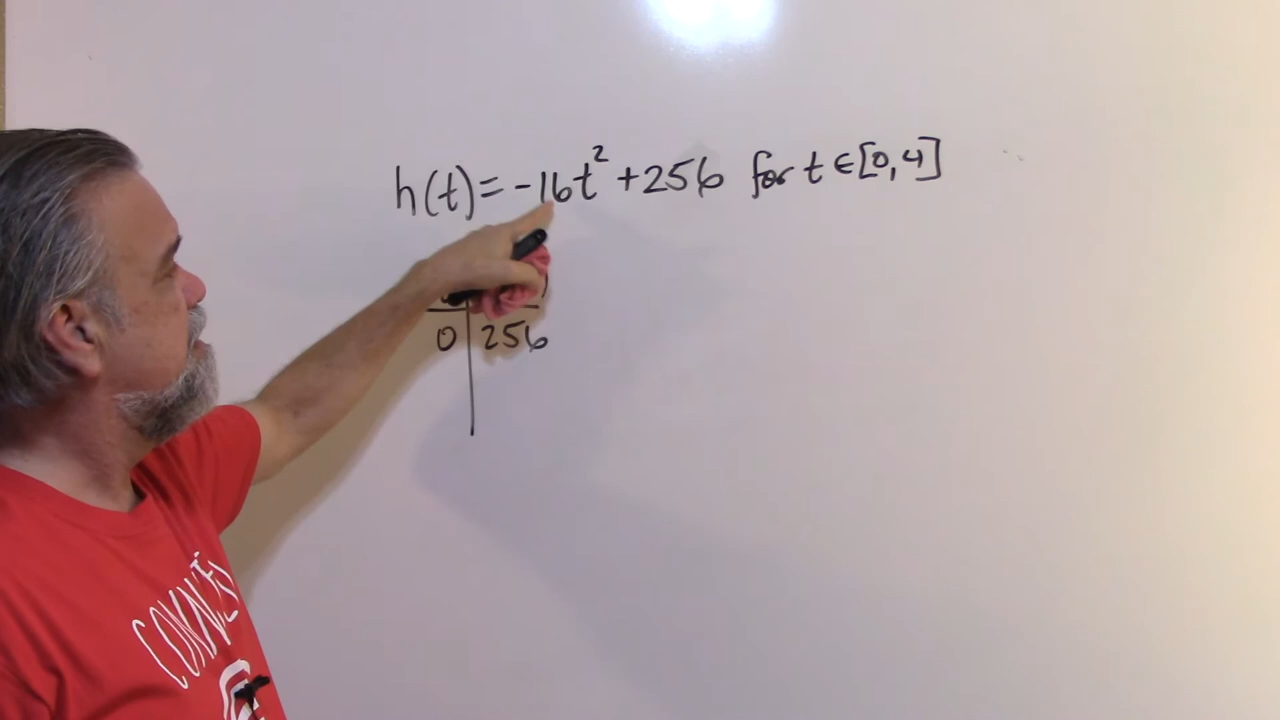 h(t) = -16t² + 256 for t ∈ [0,4]
0 256